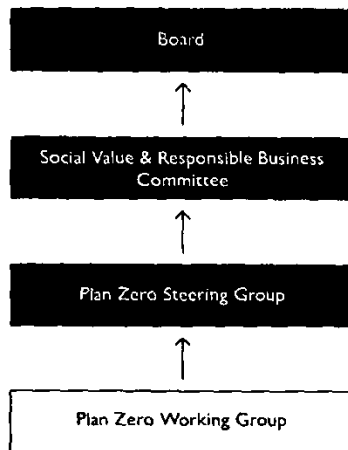 Board
Social Value & Responsible Business
Committee
Plan Zero Steering Group
Plan Zero Working Group